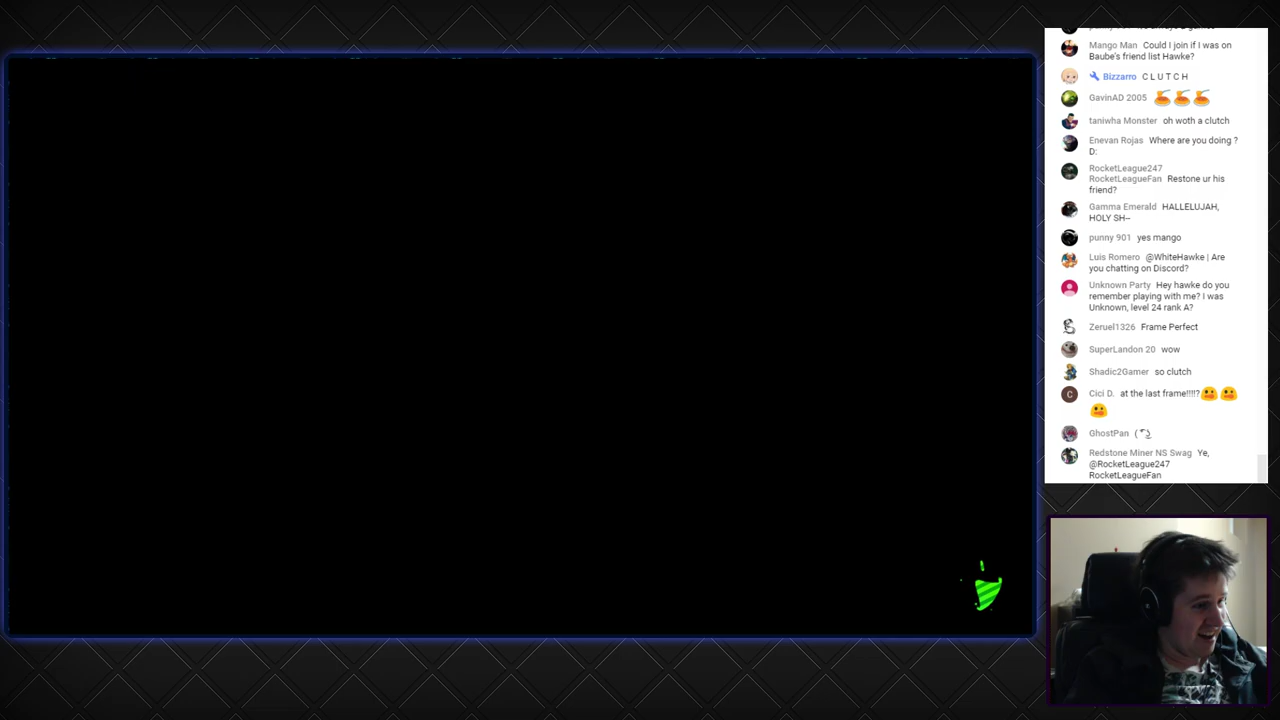 Mango Man Could I join if I was on
Baube's friend list Hawke?
Bizzarro C L U T C H
GavinAD 2005
taniwha Monster oh woth a clutch
Enevan Rojas Where are you doing ?
D:
RocketLeague247
RocketLeagueFan Restone ur his
friend?
Gamma Emerald HALLELUJAH,
HOLY SH--
punny 901 yes mango
Luis Romero @WhiteHawke | Are
you chatting on Discord?
Unknown Party Hey hawke do you
remember playing with me? I was
Unknown, level 24 rank A?
Zeruel1326 Frame Perfect
SuperLandon 20 wow
Shadic2Gamer so clutch
C Cici D. at the last frame!!!!?
GhostPan ( ͡° ͜ʖ
Redstone Miner NS Swag Ye,
@RocketLeague247
RocketLeagueFan